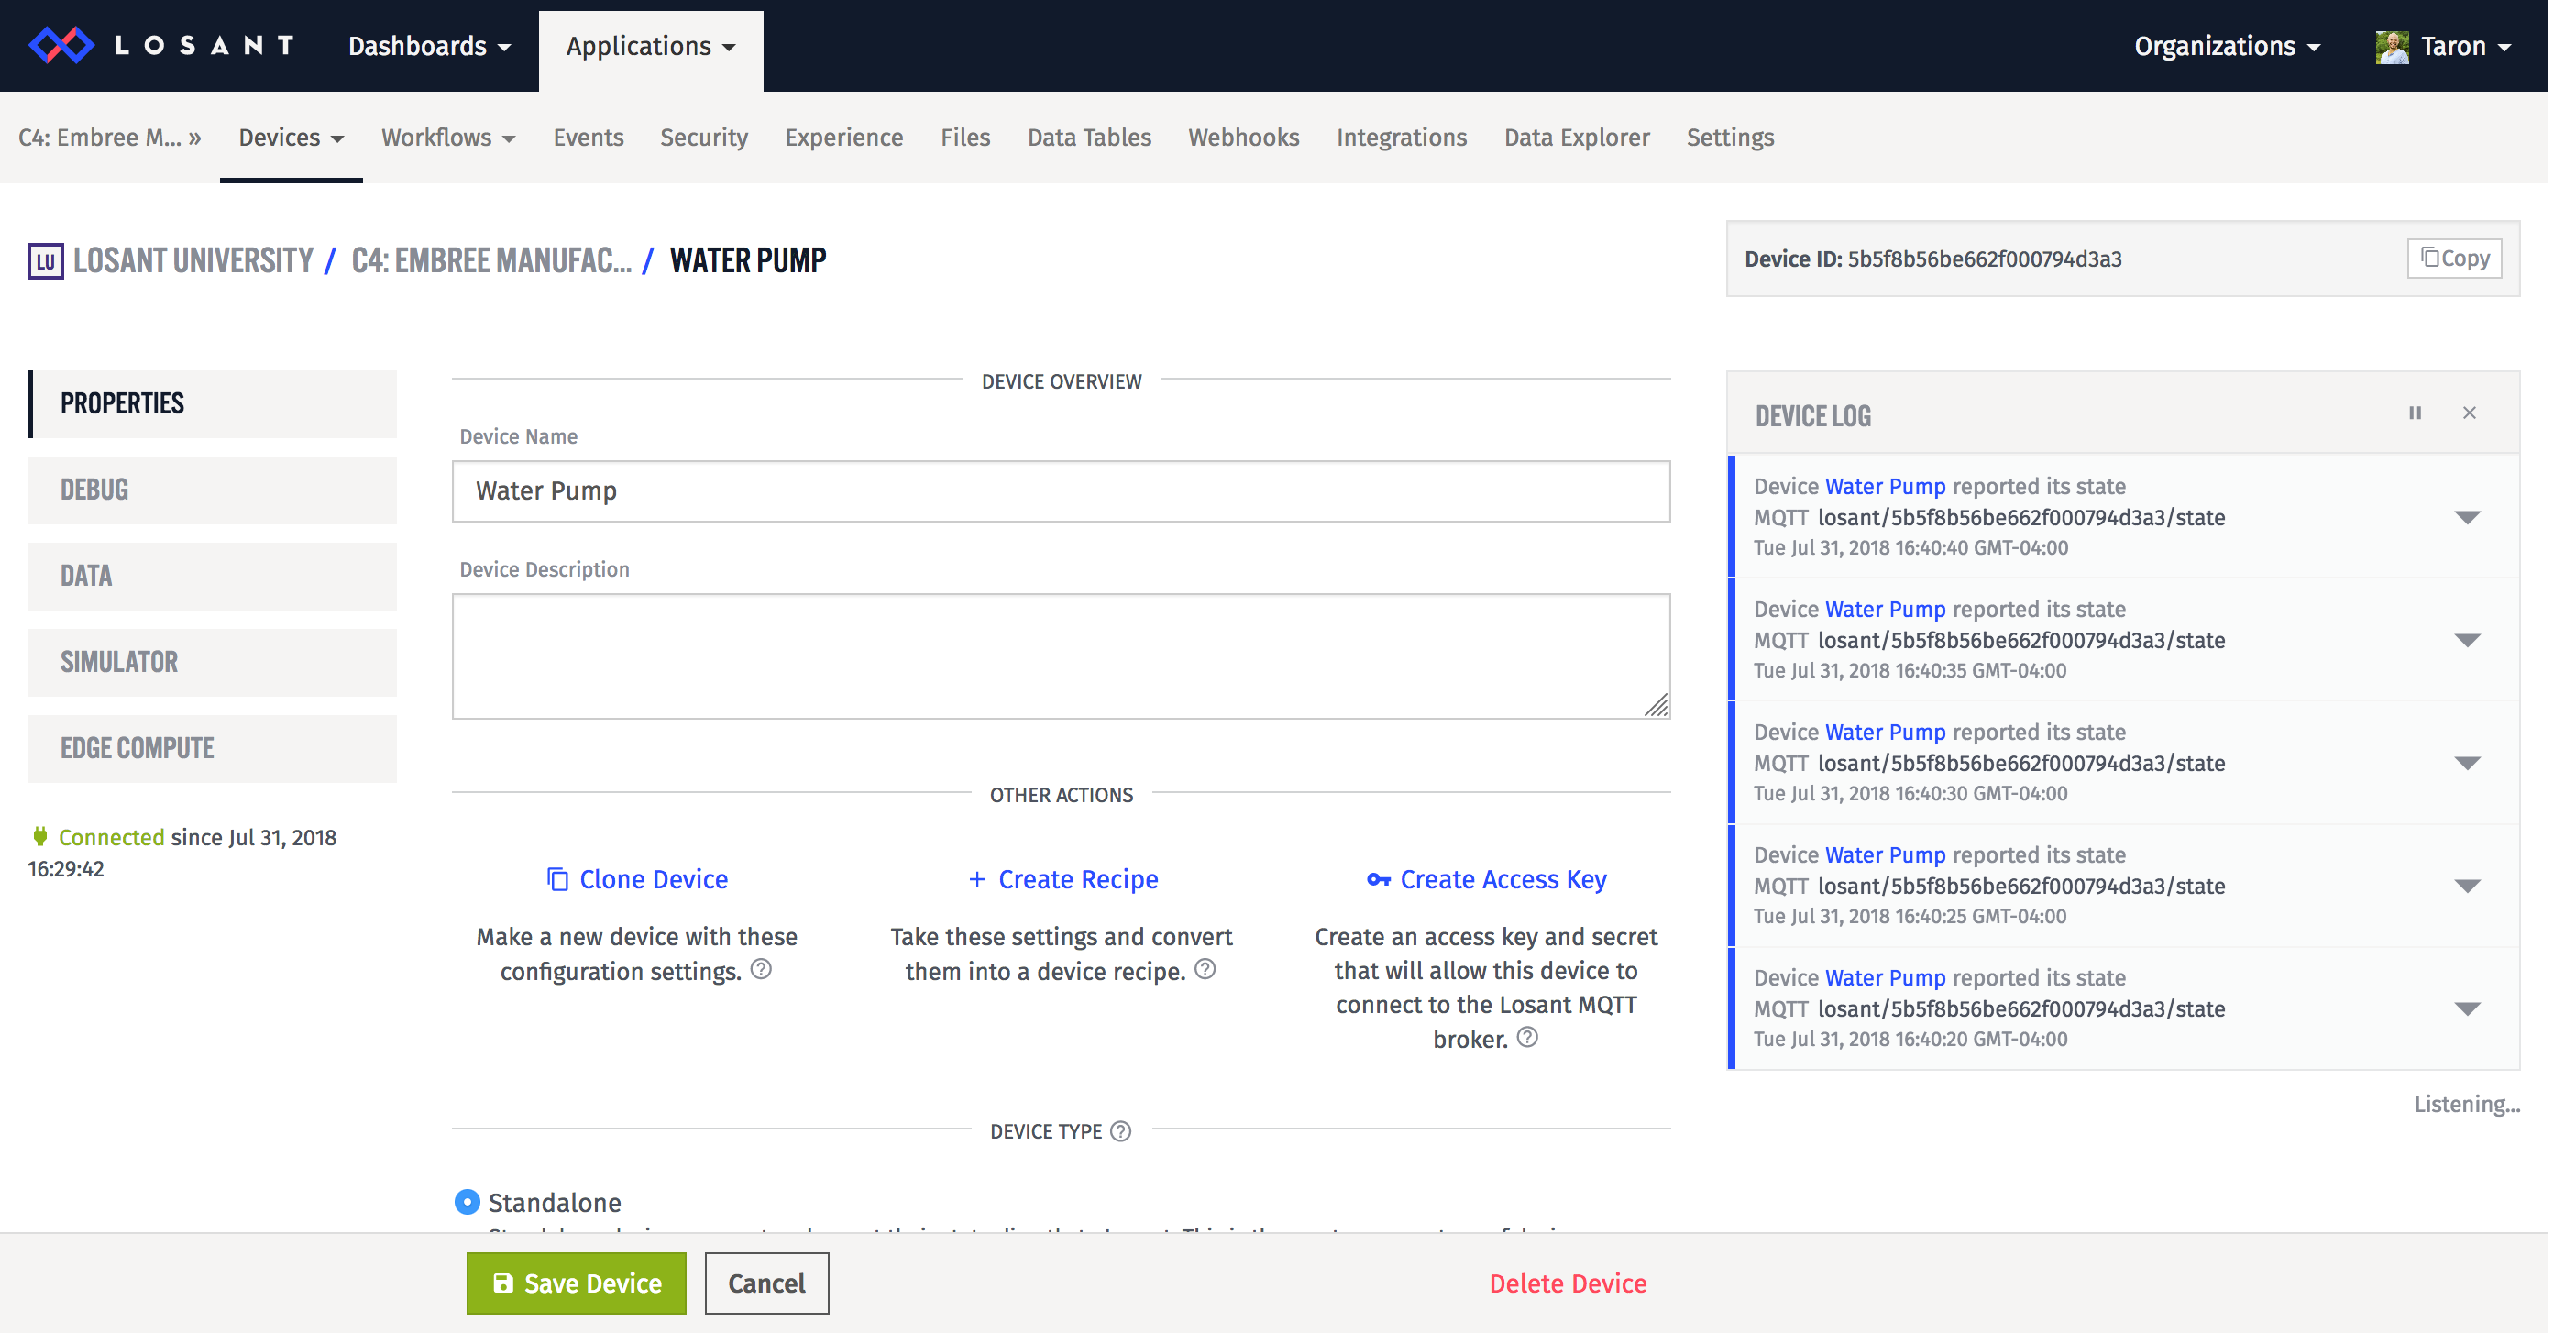 LOSANT Dashboards Applications Organizations Taron
C4: Embree M... » Devices Workflows Events Security Experience Files Data Tables Webhooks Integrations Data Explorer Settings
LU LOSANT UNIVERSITY / C4: EMBREE MANUFAC... / WATER PUMP
Device ID: 5b5f8b56be662f000794d3a3 Copy
PROPERTIES
DEBUG
DATA
SIMULATOR
EDGE COMPUTE
Connected since Jul 31, 2018
16:29:42
DEVICE OVERVIEW
Device Name
Water Pump
Device Description
OTHER ACTIONS
Clone Device
Make a new device with these
configuration settings.
+ Create Recipe
Take these settings and convert
them into a device recipe.
Create Access Key
Create an access key and secret
that will allow this device to
connect to the Losant MQTT
broker.
DEVICE TYPE
Standalone
Save Device Cancel Delete Device
DEVICE LOG
Device Water Pump reported its state
MQTT losant/5b5f8b56be662f000794d3a3/state
Tue Jul 31, 2018 16:40:40 GMT-04:00
Device Water Pump reported its state
MQTT losant/5b5f8b56be662f000794d3a3/state
Tue Jul 31, 2018 16:40:35 GMT-04:00
Device Water Pump reported its state
MQTT losant/5b5f8b56be662f000794d3a3/state
Tue Jul 31, 2018 16:40:30 GMT-04:00
Device Water Pump reported its state
MQTT losant/5b5f8b56be662f000794d3a3/state
Tue Jul 31, 2018 16:40:25 GMT-04:00
Device Water Pump reported its state
MQTT losant/5b5f8b56be662f000794d3a3/state
Tue Jul 31, 2018 16:40:20 GMT-04:00
Listening...